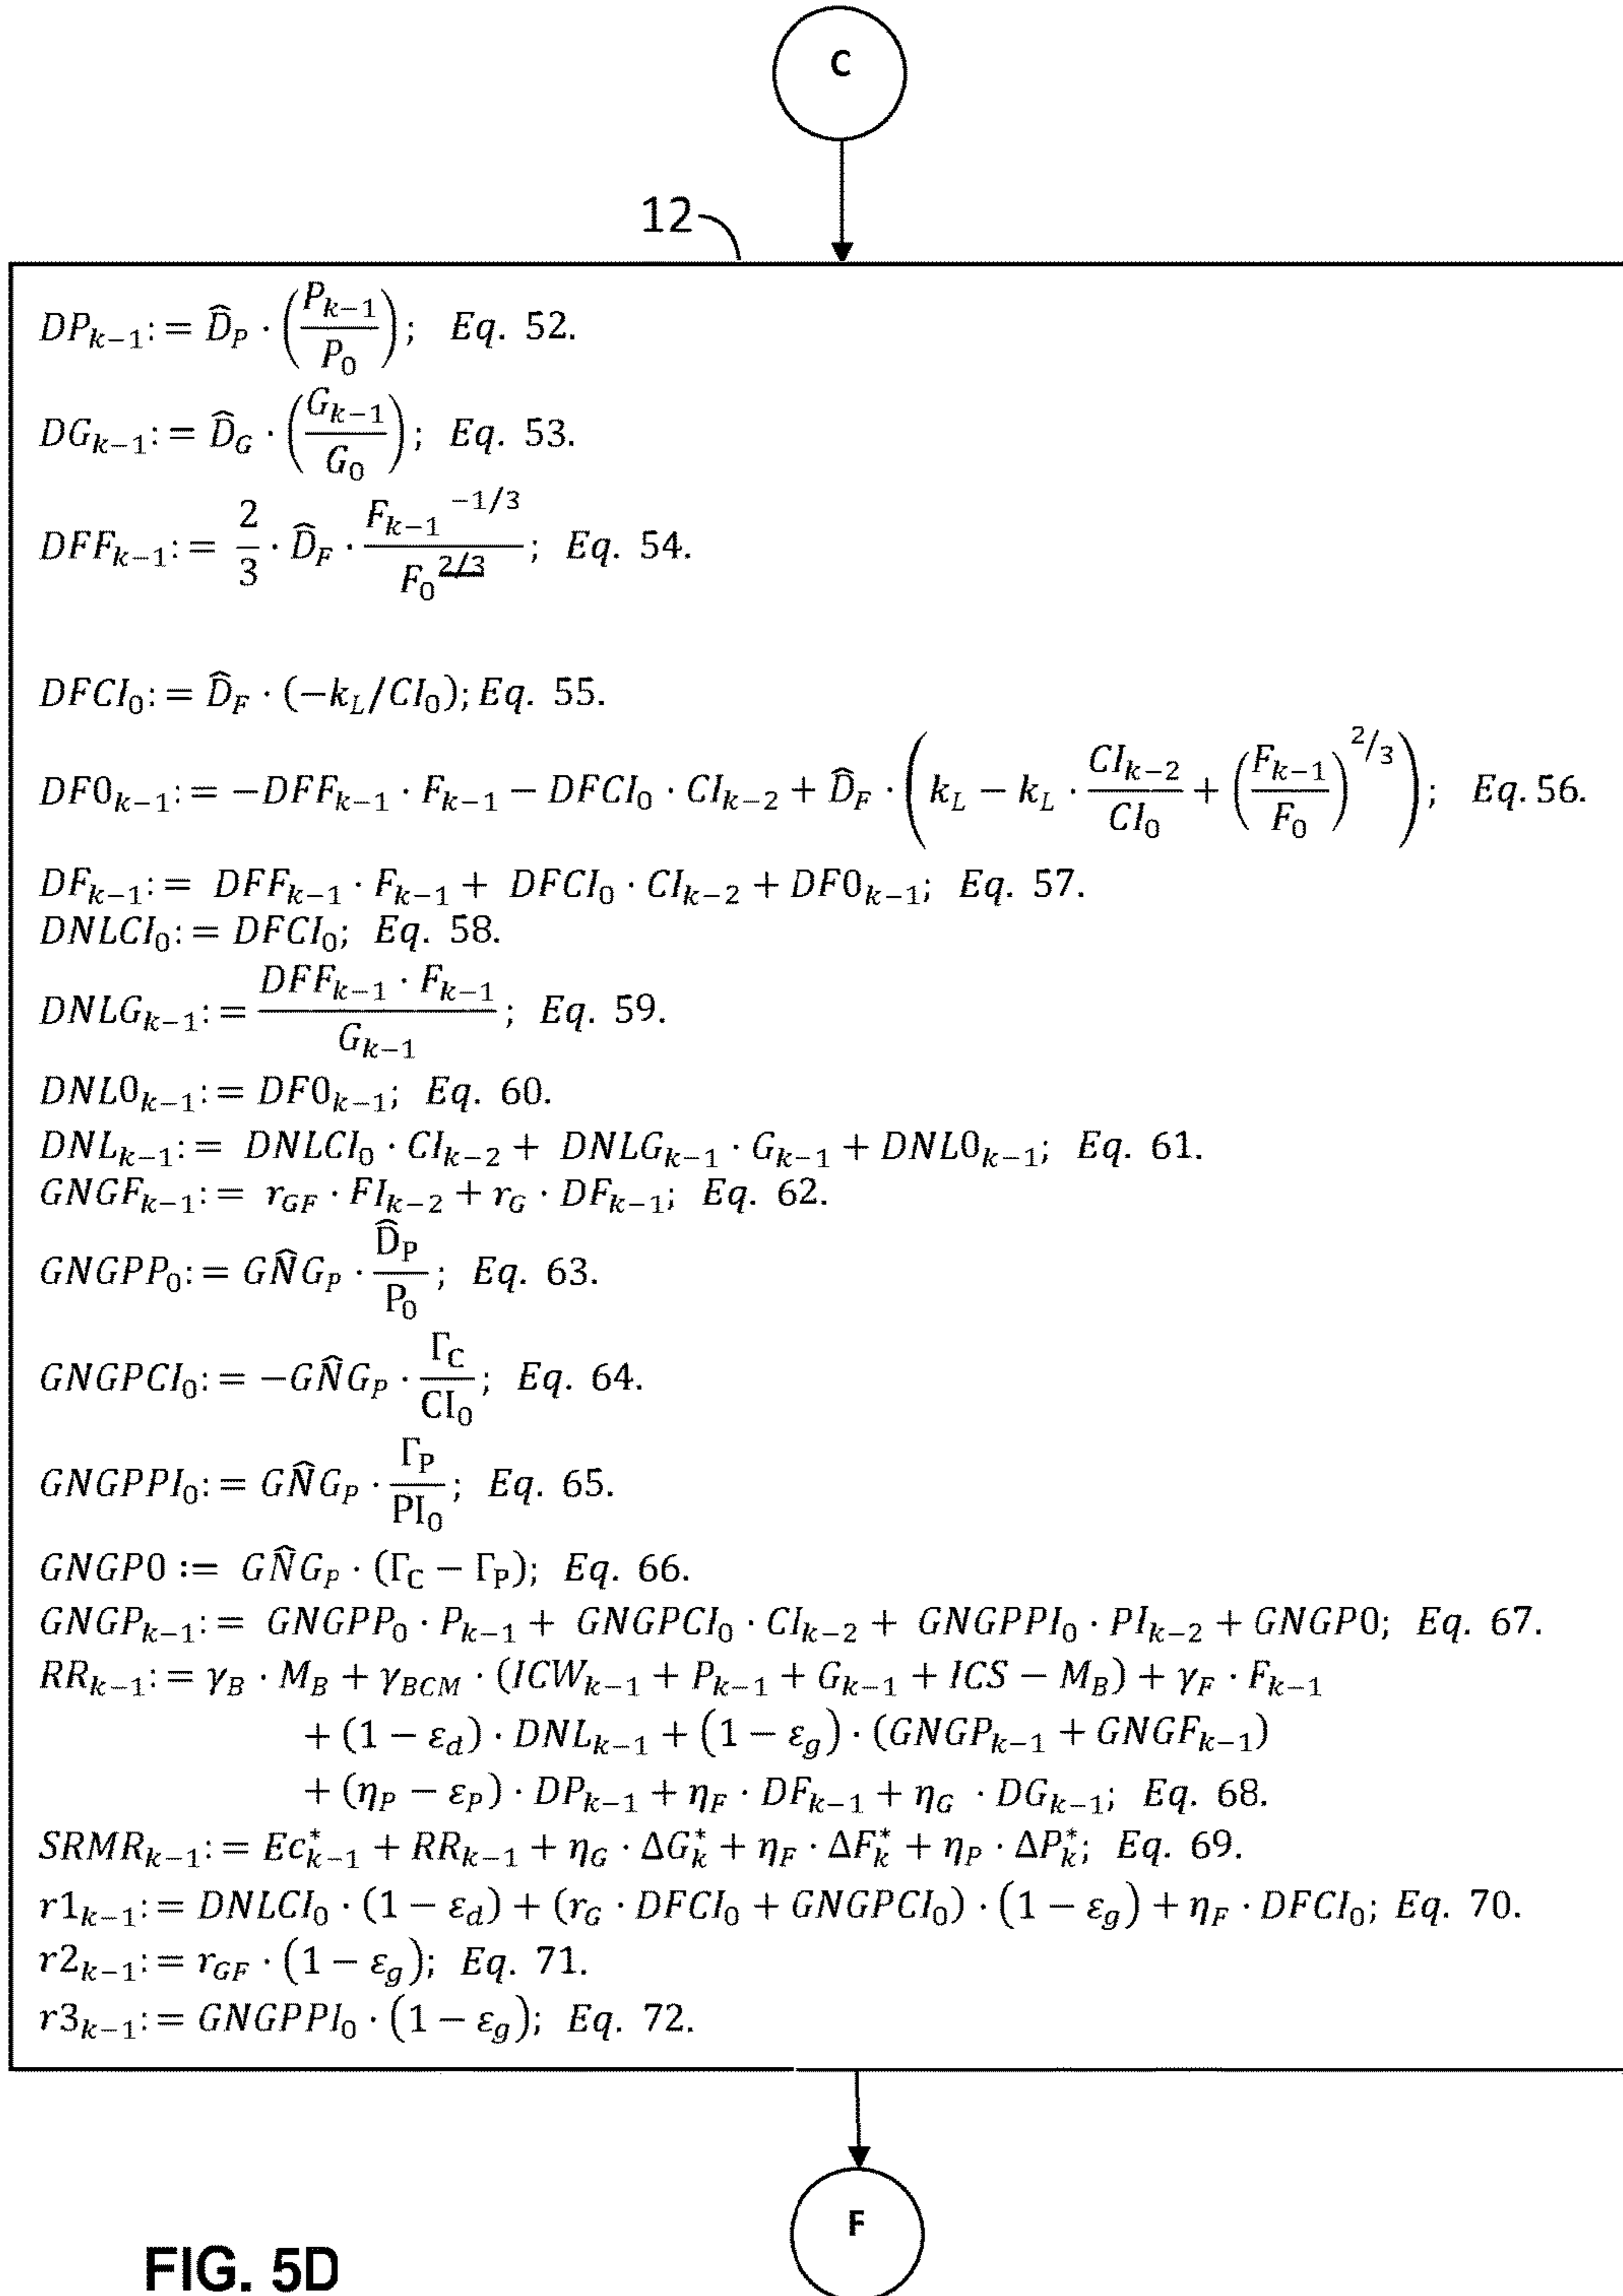 C
12
DP_{k−1}:= D̂_P · (P_{k−1}/P_0); Eq. 52.
DG_{k−1}:= D̂_G · (G_{k−1}/G_0); Eq. 53.
DFF_{k−1}:= 2/3 · D̂_F · F_{k−1}^{−1/3}/F_0^{2/3}; Eq. 54.
DFCI_0:= D̂_F · (−k_L/CI_0); Eq. 55.
DF0_{k−1}:= −DFF_{k−1} · F_{k−1} − DFCI_0 · CI_{k−2} + D̂_F · (k_L − k_L · CI_{k−2}/CI_0 + (F_{k−1}/F_0)^{2/3}); Eq. 56.
DF_{k−1}:= DFF_{k−1} · F_{k−1} + DFCI_0 · CI_{k−2} + DF0_{k−1}; Eq. 57.
DNLCI_0:= DFCI_0; Eq. 58.
DNLG_{k−1}:= DFF_{k−1} · F_{k−1}/G_{k−1}; Eq. 59.
DNL0_{k−1}:= DF0_{k−1}; Eq. 60.
DNL_{k−1}:= DNLCI_0 · CI_{k−2} + DNLG_{k−1} · G_{k−1} + DNL0_{k−1}; Eq. 61.
GNGF_{k−1}:= r_{GF} · FI_{k−2} + r_G · DF_{k−1}; Eq. 62.
GNGPP_0:= GN̂G_P · D̂_P/P_0; Eq. 63.
GNGPCI_0:= −GN̂G_P · Γ_C/CI_0; Eq. 64.
GNGPPI_0:= GN̂G_P · Γ_P/PI_0; Eq. 65.
GNGP0 := GN̂G_P · (Γ_C − Γ_P); Eq. 66.
GNGP_{k−1}:= GNGPP_0 · P_{k−1} + GNGPCI_0 · CI_{k−2} + GNGPPI_0 · PI_{k−2} + GNGP0; Eq. 67.
RR_{k−1}:= γ_B · M_B + γ_{BCM} · (ICW_{k−1} + P_{k−1} + G_{k−1} + ICS − M_B) + γ_F · F_{k−1}
+ (1 − ε_d) · DNL_{k−1} + (1 − ε_g) · (GNGP_{k−1} + GNGF_{k−1})
+ (η_P − ε_P) · DP_{k−1} + η_F · DF_{k−1} + η_G · DG_{k−1}; Eq. 68.
SRMR_{k−1}:= Ec*_{k−1} + RR_{k−1} + η_G · ΔG*_k + η_F · ΔF*_k + η_P · ΔP*_k; Eq. 69.
r1_{k−1}:= DNLCI_0 · (1 − ε_d) + (r_G · DFCI_0 + GNGPCI_0) · (1 − ε_g) + η_F · DFCI_0; Eq. 70.
r2_{k−1}:= r_{GF} · (1 − ε_g); Eq. 71.
r3_{k−1}:= GNGPPI_0 · (1 − ε_g); Eq. 72.
F
FIG. 5D